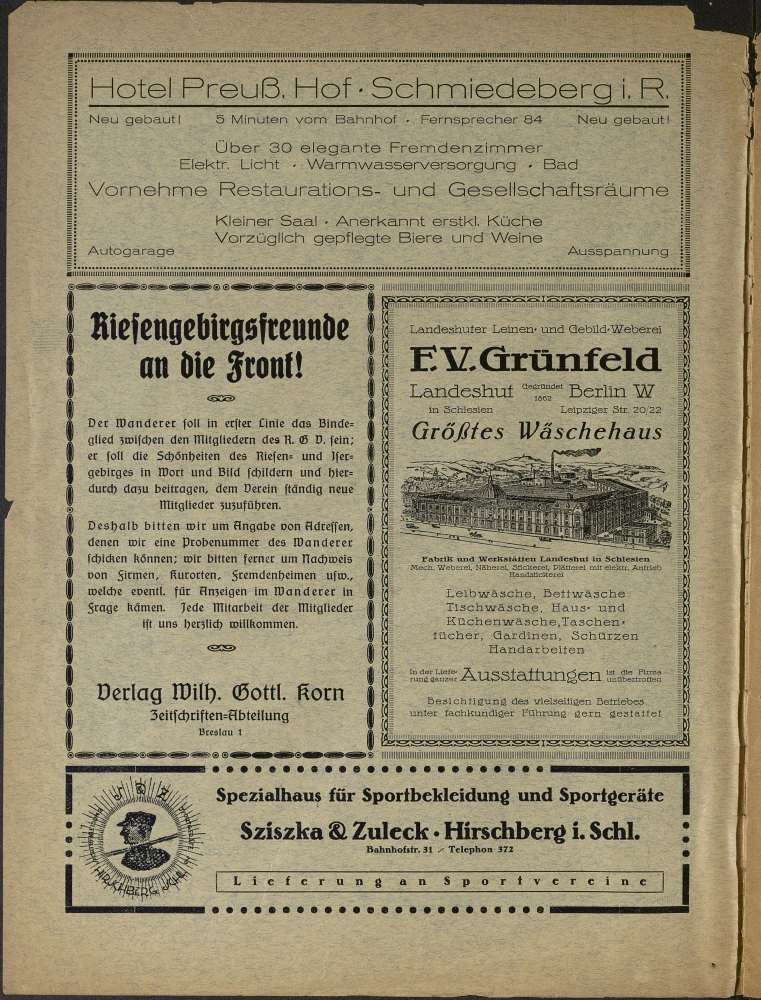 Hotel Preuß. Hof · Schmiedeberg i. R.
Neu gebaut! 5 Minuten vom Bahnhof · Fernsprecher 84 Neu gebaut!
Über 30 elegante Fremdenzimmer
Elektr. Licht · Warmwasserversorgung · Bad
Vornehme Restaurations- und Gesellschaftsräume
Kleiner Saal · Anerkannt erstkl. Küche
Vorzüglich gepflegte Biere und Weine
Autogarage Ausspannung
Riesengebirgsfreunde
an die Front!
Der Wanderer soll in erster Linie das Binde-
glied zwischen den Mitgliedern des R. G V. sein;
er soll die Schönheiten des Riesen- und Iser-
gebirges in Wort und Bild schildern und hier-
durch dazu beitragen, dem Verein ständig neue
Mitglieder zuzuführen.
Deshalb bitten wir um Angabe von Adressen,
denen wir eine Probenummer des Wanderer
schicken können; wir bitten ferner um Nachweis
von Firmen, Kurorten, Fremdenheimen usw.,
welche eventl. für Anzeigen im Wanderer in
Frage kämen. Jede Mitarbeit der Mitglieder
ist uns herzlich willkommen.
Verlag Wilh. Gottl. Korn
Zeitschriften-Abteilung
Breslau 1
Landeshuter Leinen- und Gebild-Weberei
F.V. Grünfeld
Landeshut Gegründet 1862 Berlin W
in Schlesien Leipziger Str. 20/22
Größtes Wäschehaus
Fabrik und Werkstätten Landeshut in Schlesien
Mech. Weberei, Näherei, Stickerei, Plätterei mit elektr. Antrieb
Handstickerei
Leibwäsche, Bettwäsche
Tischwäsche, Haus- und
Küchenwäsche, Taschen-
tücher, Gardinen, Schürzen
Handarbeiten
In der Liefe-
rung ganzer Ausstattungen ist die Firma
unübertroffen
Besichtigung des vielseitigen Betriebes
unter fachkundiger Führung gern gestattet
Spezialhaus für Sportbekleidung und Sportgeräte
Sziszka & Zuleck · Hirschberg i. Schl.
Bahnhofstr. 31 / Telephon 372
Lieferung an Sportvereine
S & Z
HIRSCHBERG SCHL.